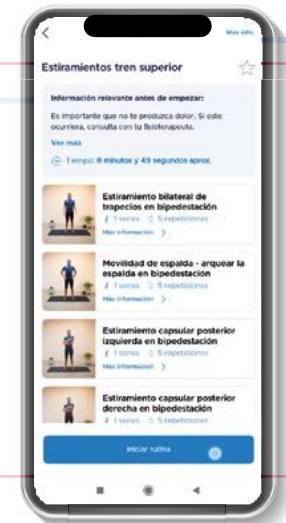 Más info
Estiramientos tren superior
Información relevante antes de empezar:
Es importante que no te produzca dolor. Si esto
ocurriera, consulta con tu fisioterapeuta.
Ver más
Tiempo: 8 minutos y 49 segundos aprox.
Estiramiento bilateral de
trapecios en bipedestación
1 series 5 repeticiones
Más información
Movilidad de espalda - arquear la
espalda en bipedestación
1 series 5 repeticiones
Más información
Estiramiento capsular posterior
izquierda en bipedestación
1 series 5 repeticiones
Más información
Estiramiento capsular posterior
derecha en bipedestación
1 series 5 repeticiones
Iniciar rutina